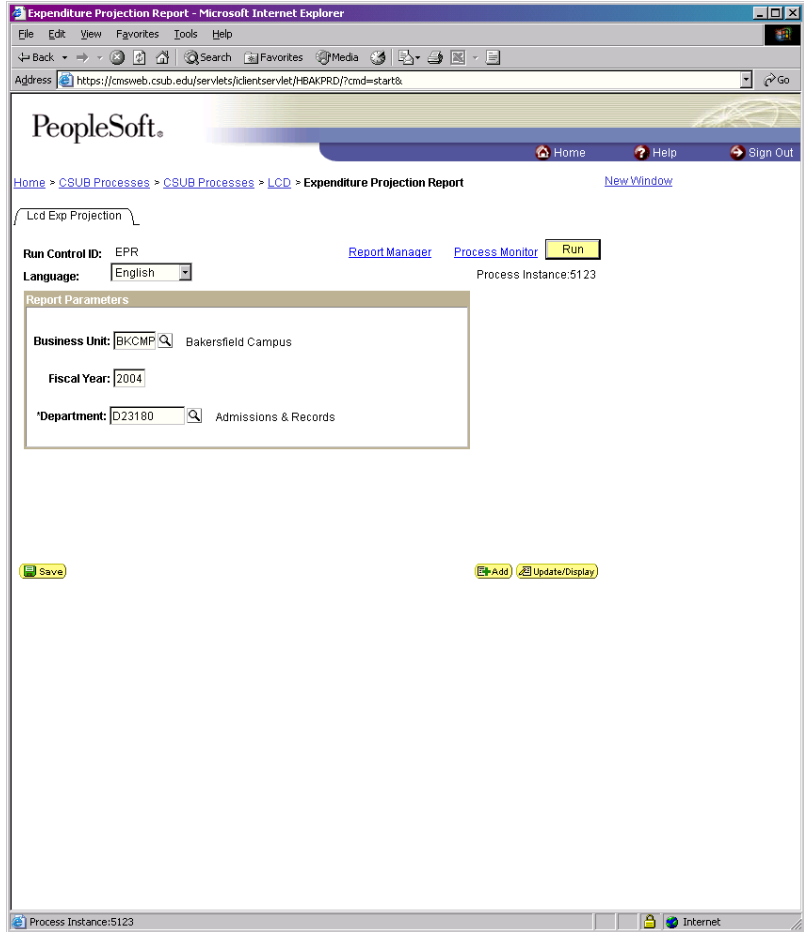 Expenditure Projection Report - Microsoft Internet Explorer
File Edit View Favorites Tools Help
Back Search Favorites Media
Address https://cmsweb.csub.edu/servlets/iclientservlet/HBAKPRD/?cmd=start& Go
PeopleSoft®
Home Help Sign Out
Home > CSUB Processes > CSUB Processes > LCD > Expenditure Projection Report New Window
Lcd Exp Projection
Run Control ID: EPR Report Manager Process Monitor Run
Language: English Process Instance:5123
Report Parameters
Business Unit: BKCMP Bakersfield Campus
Fiscal Year: 2004
*Department: D23180 Admissions & Records
Save Add Update/Display
Process Instance:5123 Internet